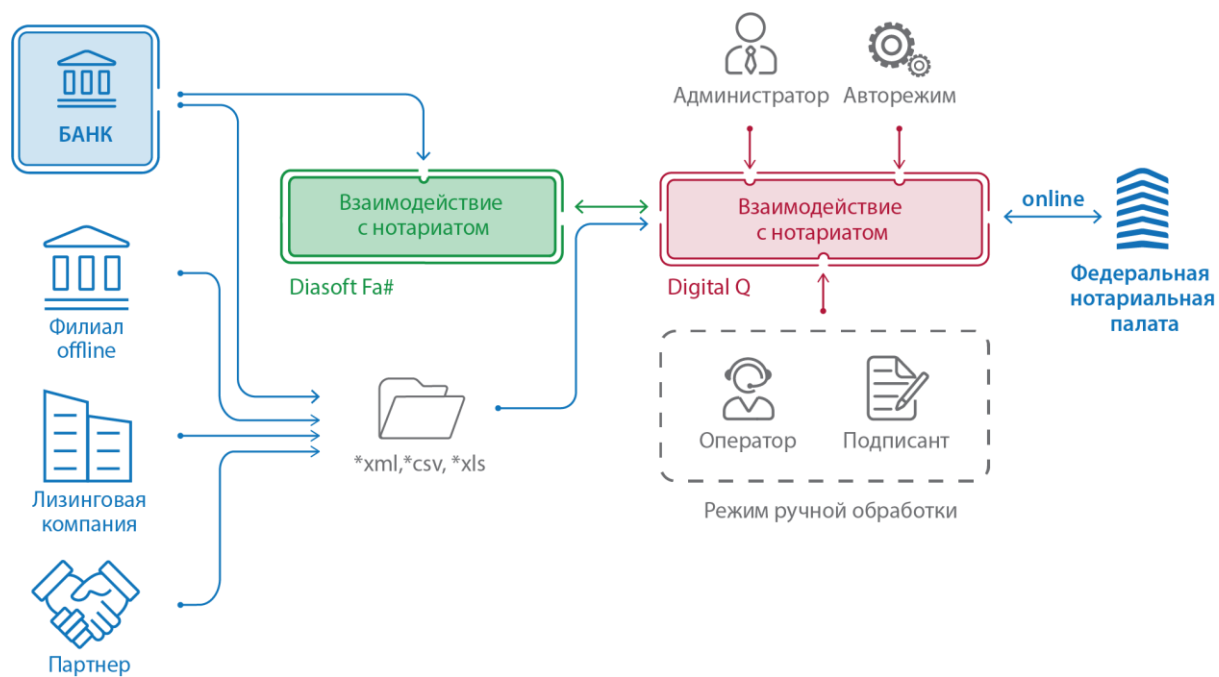 БАНК
Администратор
Авторежим
Взаимодействие
с нотариатом
Diasoft Fa#
Взаимодействие
с нотариатом
Digital Q
online
Федеральная
нотариальная
палата
Филиал
offline
*xml,*csv, *xls
Оператор
Подписант
Режим ручной обработки
Лизинговая
компания
Партнер